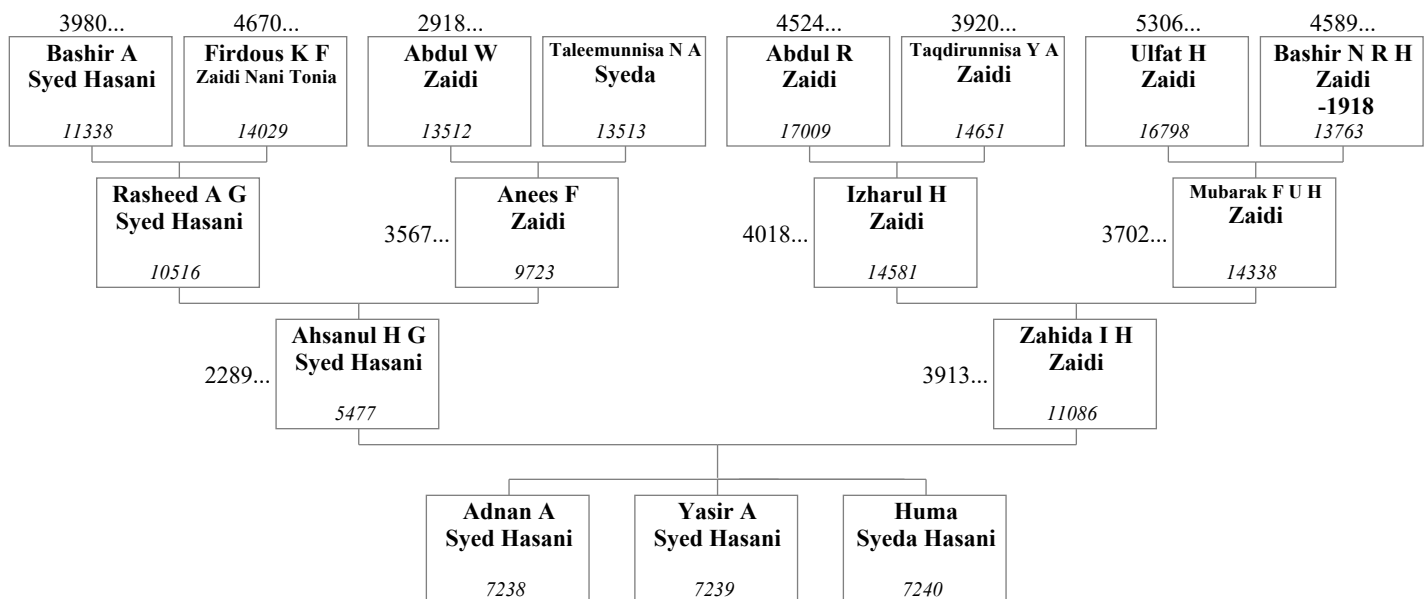 3980...
4670...
2918...
4524...
3920...
5306...
4589...
Bashir A
Syed Hasani
11338
Firdous K F
Zaidi Nani Tonia
14029
Abdul W
Zaidi
13512
Taleemunnisa N A
Syeda
13513
Abdul R
Zaidi
17009
Taqdirunnisa Y A
Zaidi
14651
Ulfat H
Zaidi
16798
Bashir N R H
Zaidi
-1918
13763
Rasheed A G
Syed Hasani
10516
3567...
Anees F
Zaidi
9723
4018...
Izharul H
Zaidi
14581
3702...
Mubarak F U H
Zaidi
14338
2289...
Ahsanul H G
Syed Hasani
5477
3913...
Zahida I H
Zaidi
11086
Adnan A
Syed Hasani
7238
Yasir A
Syed Hasani
7239
Huma
Syeda Hasani
7240